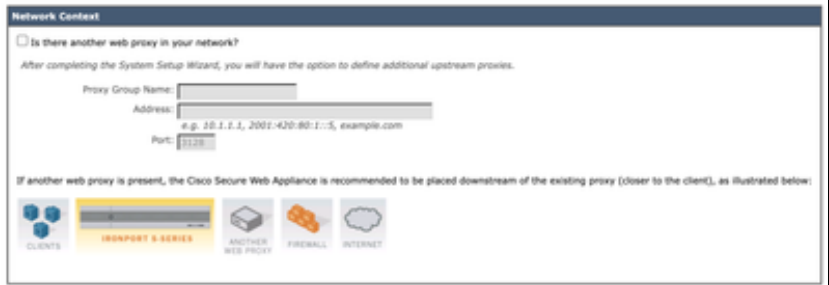 Network Context
Is there another web proxy in your network?
After completing the System Setup Wizard, you will have the option to define additional upstream proxies.
Proxy Group Name:
Address:
e.g. 10.1.1.1, 2001:420:80:1::5, example.com
Port: 3128
If another web proxy is present, the Cisco Secure Web Appliance is recommended to be placed downstream of the existing proxy (closer to the client), as illustrated below:
CLIENTS
IRONPORT S-SERIES
ANOTHER
WEB PROXY
FIREWALL
INTERNET